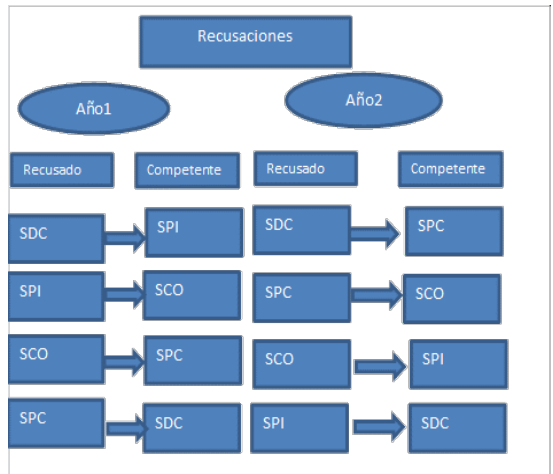 Recusaciones
Año1
Año2
Recusado
Competente
Recusado
Competente
SDC
SPI
SDC
SPC
SPI
SCO
SPC
SCO
SCO
SPC
SCO
SPI
SPC
SDC
SPI
SDC